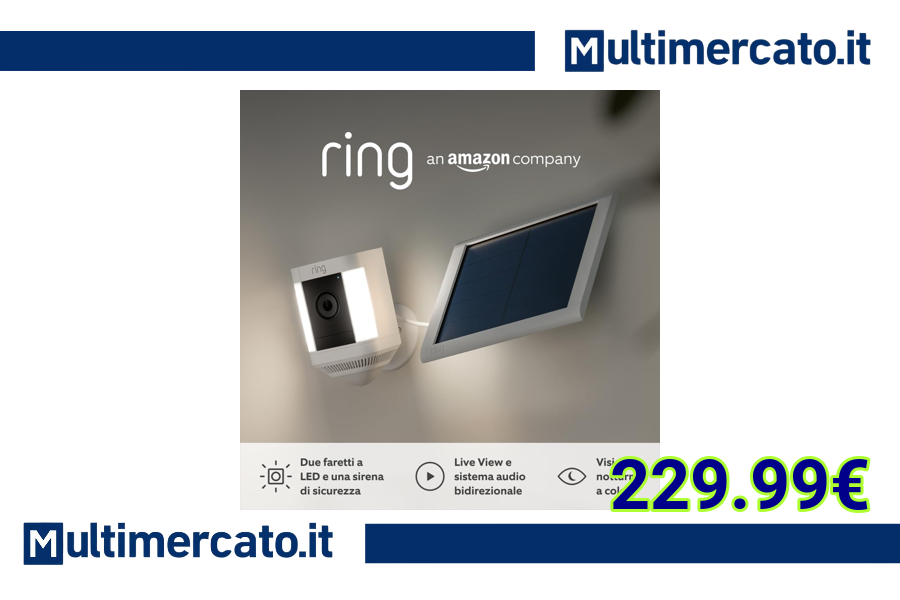 Multimercato.it
ring an amazon company
ring
Due faretti a
LED e una sirena
di sicurezza
Live View e
sistema audio
bidirezionale
a
229.99€
Multimercato.it